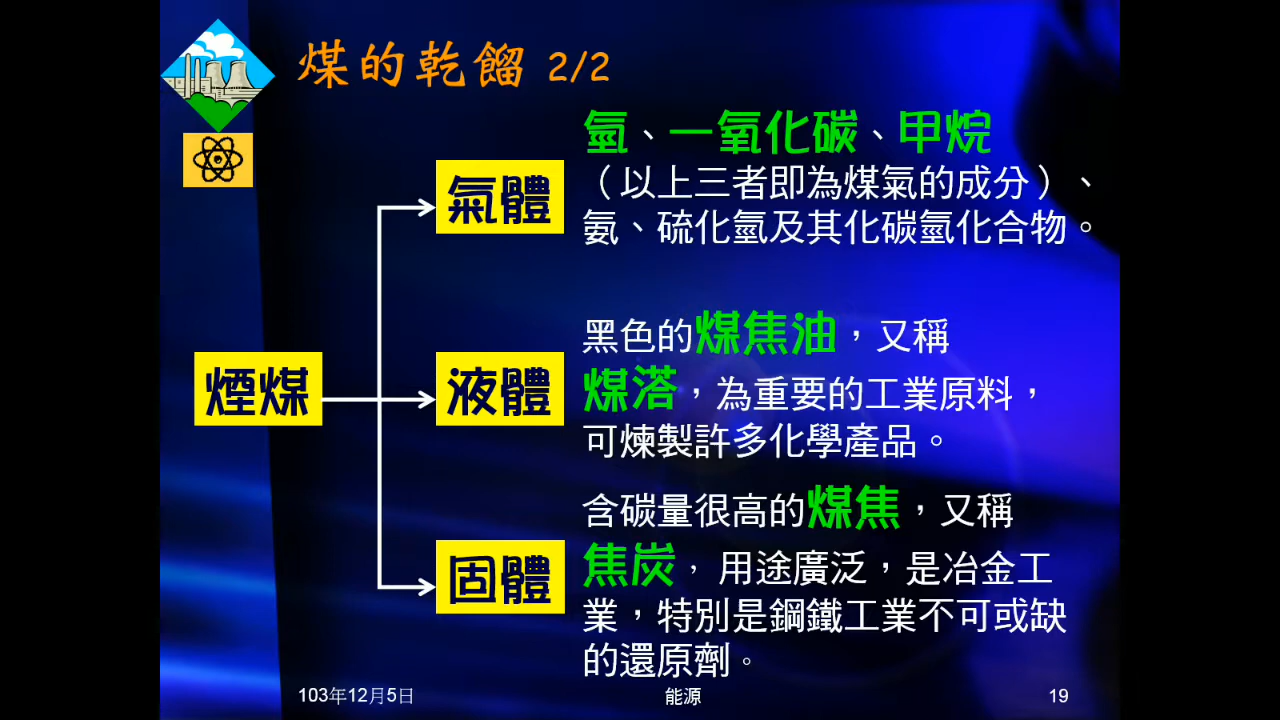 煤的乾餾 2/2
氫、一氧化碳、甲烷
（以上三者即為煤氣的成分）、
氨、硫化氫及其化碳氫化合物。
氣體
黑色的煤焦油，又稱
煤溚，為重要的工業原料，
可煉製許多化學產品。
煙煤
液體
含碳量很高的煤焦，又稱
焦炭，用途廣泛，是冶金工
業，特別是鋼鐵工業不可或缺
的還原劑。
固體
103年12月5日
能源
19